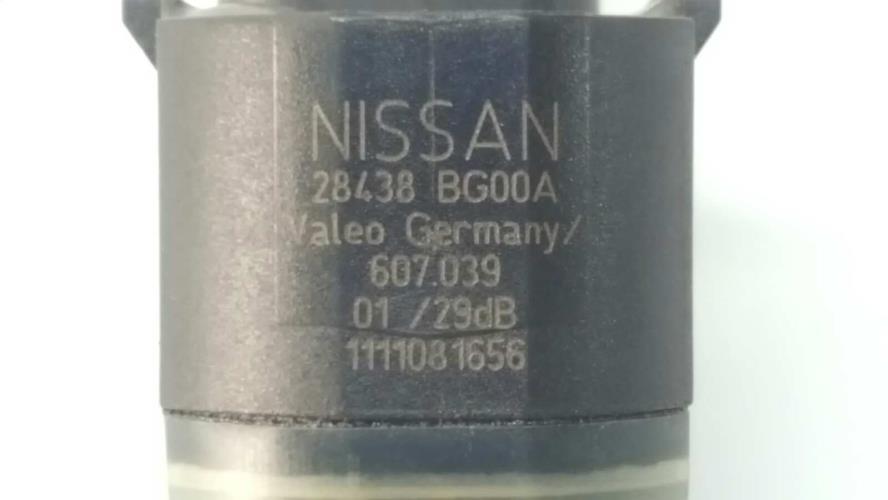 NISSAN
28438 BG00A
Valeo Germany/
607.039
01 /29dB
1111081656